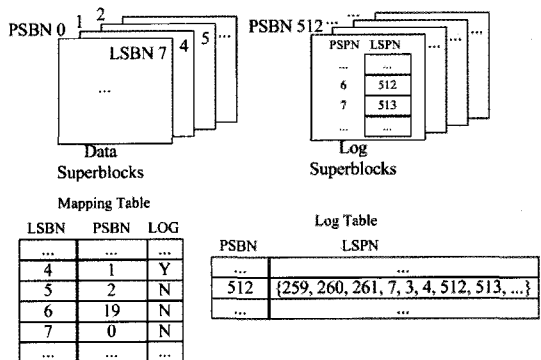 PSBN 0 1 2
LSBN 7 4 5 ...
...
Data
Superblocks
PSBN 512 ... ...
PSPN LSPN ... ... ...
... ...
6 512
7 513
... ...
Log
Superblocks
Mapping Table
LSBN PSBN LOG
... ... ...
4 1 Y
5 2 N
6 19 N
7 0 N
... ... ...
Log Table
PSBN LSPN
... ...
512 {259, 260, 261, 7, 3, 4, 512, 513, ...}
... ...